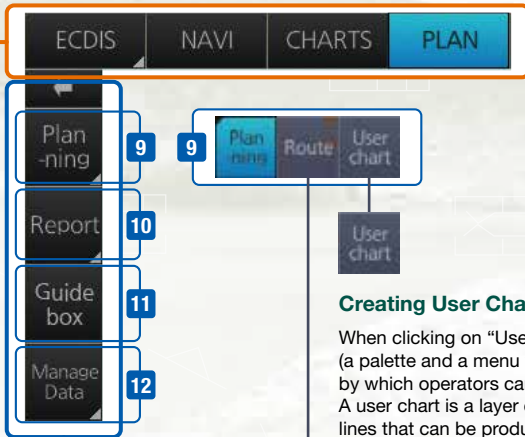 ECDIS NAVI CHARTS PLAN
Plan
-ning
9
9
Plan
-ning
Route
User
chart
Report
10
User
chart
Guide
box
11
Manage
Data
12
Creating User Cha
When clicking on “Use
(a palette and a menu
by which operators ca
A user chart is a layer
lines that can be produ